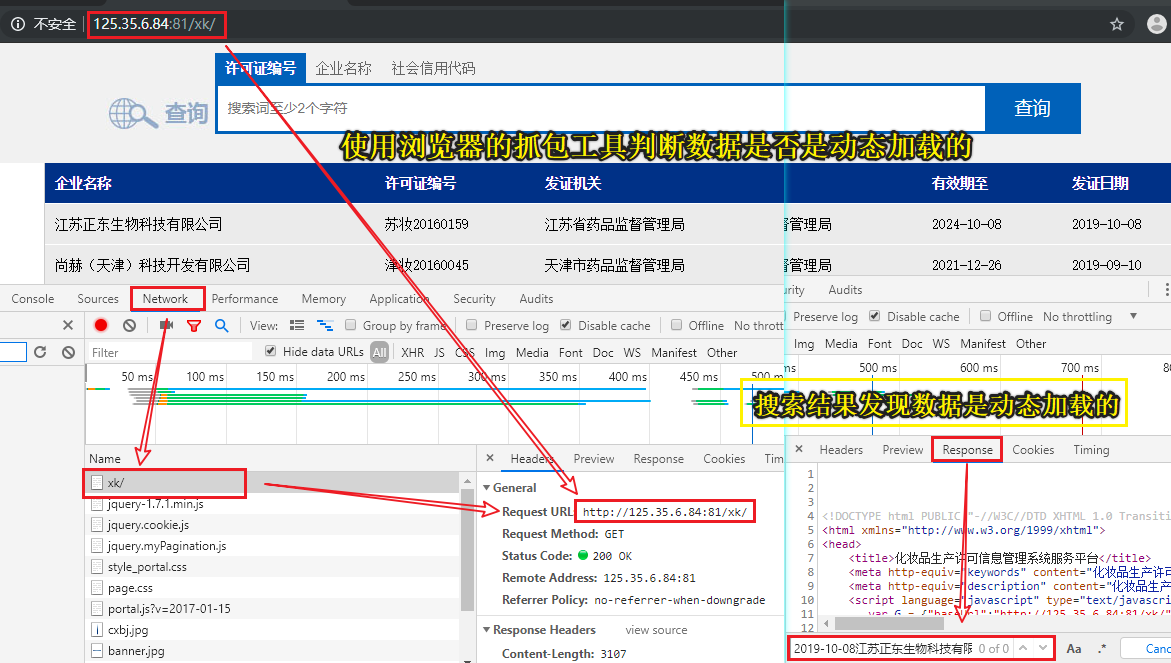 不安全 125.35.6.84:81/xk/
许可证编号 企业名称 社会信用代码
查询 搜索词至少2个字符 查询
使用浏览器的抓包工具判断数据是否是动态加载的
企业名称 许可证编号 发证机关 有效期至 发证日期
江苏正东生物科技有限公司 苏妆20160159 江苏省药品监督管理局 督管理局 2024-10-08 2019-10-08
尚赫（天津）科技开发有限公司 津妆20160045 天津市药品监督管理局 督管理局 2021-12-26 2019-09-10
Console Sources Network Performance Memory Application Security Audits
View: Group by frame Preserve log Disable cache Offline No thrott
Filter Hide data URLs All XHR JS CSS Img Media Font Doc WS Manifest Other
50 ms 100 ms 150 ms 200 ms 250 ms 300 ms 350 ms 400 ms 450 ms 500 m
Name
xk/
jquery-1.7.1.min.js
jquery.cookie.js
jquery.myPagination.js
style_portal.css
page.css
portal.js?v=2017-01-15
cxbj.jpg
banner.jpg
× Headers Preview Response Cookies Tim
General
Request URL http://125.35.6.84:81/xk/
Request Method: GET
Status Code: 200 OK
Remote Address: 125.35.6.84:81
Referrer Policy: no-referrer-when-downgrade
Response Headers view source
Content-Length: 3107
urity Audits
Preserve log Disable cache Offline No throttling
Img Media Font Doc WS Manifest Other
ms 500 ms 600 ms 700 ms 80
搜索结果发现数据是动态加载的
× Headers Preview Response Cookies Timing
1
2
3
4 <!DOCTYPE html PUBLIC "-//W3C//DTD XHTML 1.0 Transiti
5 <html xmlns="http://www.w3.org/1999/xhtml">
6 <head>
7 <title>化妆品生产许可信息管理系统服务平台</title>
8 <meta http-equiv="keywords" content="化妆品生产许可
9 <meta http-equiv="description" content="化妆品生产
10 <script language="javascript" type="text/javascri
11 var G = {"baseUrl":"http://125.35.6.84:81/xk/"
12
2019-10-08江苏正东生物科技有限 0 of 0 Aa .* Canc